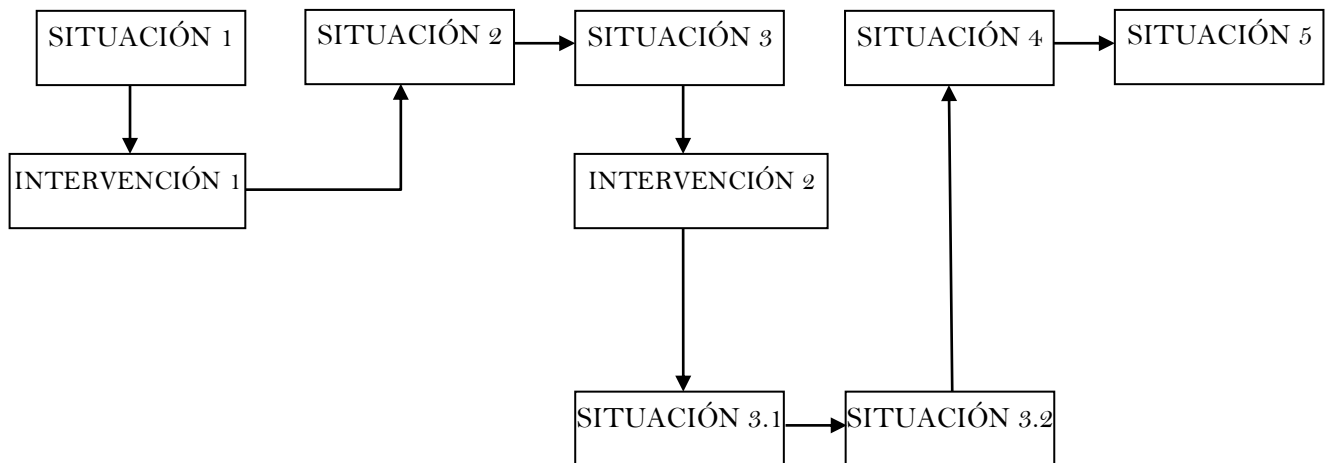 SITUACIÓN 1
SITUACIÓN 2
SITUACIÓN 3
SITUACIÓN 4
SITUACIÓN 5
INTERVENCIÓN 1
INTERVENCIÓN 2
SITUACIÓN 3.1
SITUACIÓN 3.2